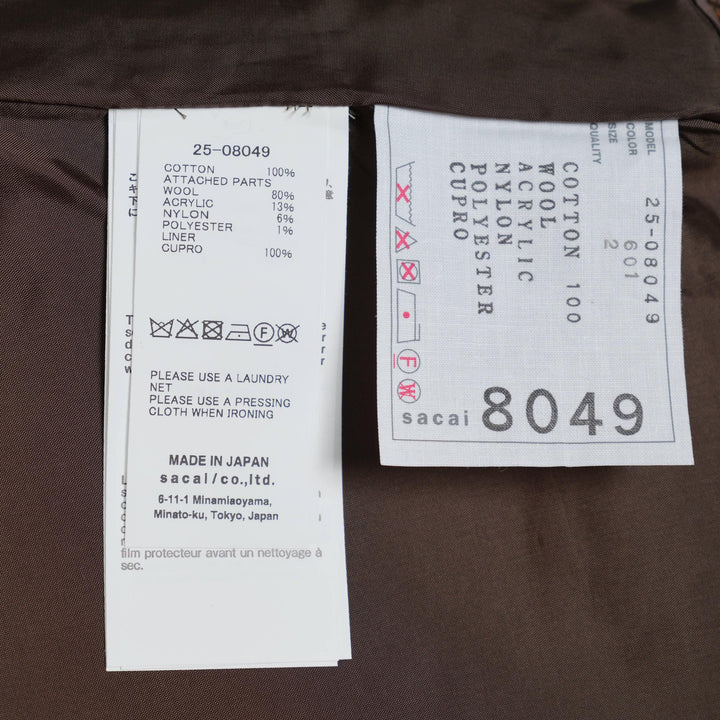 25-08049
COTTON 100%
ATTACHED PARTS
WOOL 80%
ACRYLIC 13%
NYLON 6%
POLYESTER 1%
LINER
CUPRO 100%
PLEASE USE A LAUNDRY
NET
PLEASE USE A PRESSING
CLOTH WHEN IRONING
MADE IN JAPAN
sacai/co.,ltd.
6-11-1 Minamiaoyama,
Minato-ku, Tokyo, Japan
film protecteur avant un nettoyage à
sec.
MODEL 25-08049
COLOR 601
SIZE 2
QUALITY
COTTON 100
WOOL
ACRYLIC
NYLON
POLYESTER
CUPRO
sacai 8049